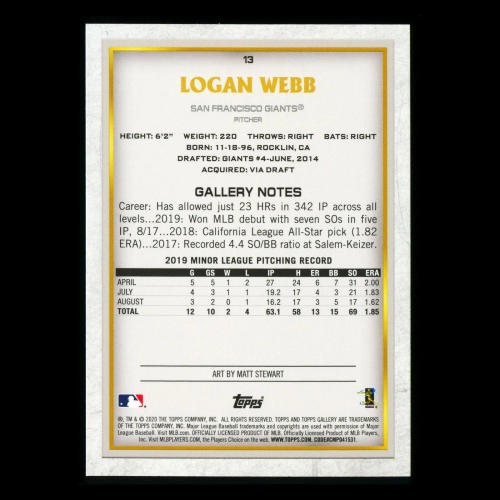 13
LOGAN WEBB
SAN FRANCISCO GIANTS®
PITCHER
HEIGHT: 6'2" WEIGHT: 220 THROWS: RIGHT BATS: RIGHT
BORN: 11-18-96, ROCKLIN, CA
DRAFTED: GIANTS #4-JUNE, 2014
ACQUIRED: VIA DRAFT
GALLERY NOTES
Career: Has allowed just 23 HRs in 342 IP across all
levels...2019: Won MLB debut with seven SOs in five
IP, 8/17...2018: California League All-Star pick (1.82
ERA)...2017: Recorded 4.4 SO/BB ratio at Salem-Keizer.
2019 MINOR LEAGUE PITCHING RECORD
G GS W L IP H ER BB SO ERA
APRIL 5 5 1 2 27 24 6 7 31 2.00
JULY 4 3 1 1 19.2 17 4 3 21 1.83
AUGUST 3 2 0 1 16.2 17 3 5 17 1.62
TOTAL 12 10 2 4 63.1 58 13 15 69 1.85
ART BY MATT STEWART
Topps
®, TM & © 2020 THE TOPPS COMPANY, INC. ALL RIGHTS RESERVED. TOPPS AND TOPPS GALLERY ARE TRADEMARKS
OF THE TOPPS COMPANY, INC. Major League Baseball trademarks and copyrights are used with permission of Major
League Baseball. Visit MLB.com. OFFICIALLY LICENSED PRODUCT OF MLB. Officially Licensed Product of MLB Players,
Inc. Visit MLBPLAYERS.com, the Players Choice on the web. WWW.TOPPS.COM. CODE#CMP041531.